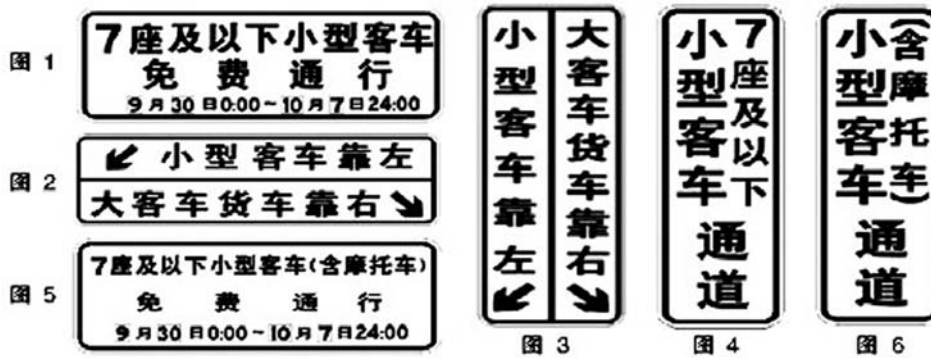 图 1
7座及以下小型客车
免费通行
9月30日0:00~10月7日24:00
图 2
↙小型客车靠左
大客车货车靠右↘
图 5
7座及以下小型客车(含摩托车)
免费通行
9月30日0:00~10月7日24:00
大客车货车靠右↘
小型客车靠左↙
图 3
7座及以下
小型客车
通道
图 4
(含摩托车)
小型客车
通道
图 6